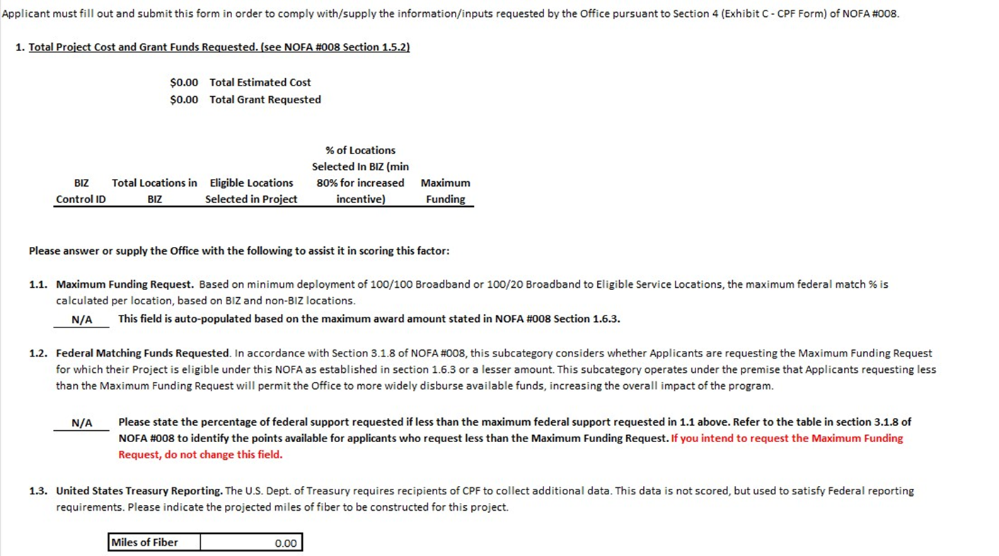 Applicant must fill out and submit this form in order to comply with/supply the information/inputs requested by the Office pursuant to Section 4 (Exhibit C - CPF Form) of NOFA #008.
1. Total Project Cost and Grant Funds Requested. (see NOFA #008 Section 1.5.2)
$0.00 Total Estimated Cost
$0.00 Total Grant Requested
% of Locations
Selected In BIZ (min
BIZ Total Locations in Eligible Locations 80% for increased Maximum
Control ID BIZ Selected in Project incentive) Funding
Please answer or supply the Office with the following to assist it in scoring this factor:
1.1. Maximum Funding Request. Based on minimum deployment of 100/100 Broadband or 100/20 Broadband to Eligible Service Locations, the maximum federal match % is
calculated per location, based on BIZ and non-BIZ locations.
N/A This field is auto-populated based on the maximum award amount stated in NOFA #008 Section 1.6.3.
1.2. Federal Matching Funds Requested. In accordance with Section 3.1.8 of NOFA #008, this subcategory considers whether Applicants are requesting the Maximum Funding Request
for which their Project is eligible under this NOFA as established in section 1.6.3 or a lesser amount. This subcategory operates under the premise that Applicants requesting less
than the Maximum Funding Request will permit the Office to more widely disburse available funds, increasing the overall impact of the program.
N/A Please state the percentage of federal support requested if less than the maximum federal support requested in 1.1 above. Refer to the table in section 3.1.8 of
NOFA #008 to identify the points available for applicants who request less than the Maximum Funding Request. If you intend to request the Maximum Funding
Request, do not change this field.
1.3. United States Treasury Reporting. The U.S. Dept. of Treasury requires recipients of CPF to collect additional data. This data is not scored, but used to satisfy Federal reporting
requirements. Please indicate the projected miles of fiber to be constructed for this project.
Miles of Fiber 0.00